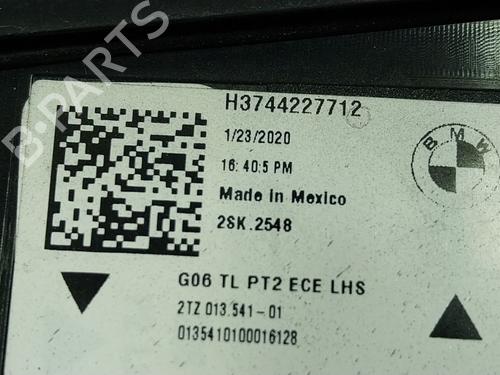 H3744227712
1/23/2020
16:40:5 PM
Made in Mexico
2SK.2548
BMW
G06 TL PT2 ECE LHS
2TZ 013.541-01
0135410100016128
B-PARTS